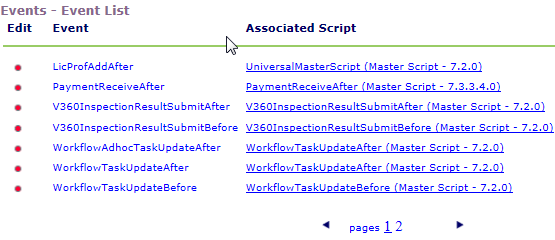 Events - Event List
Edit Event Associated Script
LicProfAddAfter UniversalMasterScript (Master Script - 7.2.0)
PaymentReceiveAfter PaymentReceiveAfter (Master Script - 7.3.3.4.0)
V360InspectionResultSubmitAfter V360InspectionResultSubmitAfter (Master Script - 7.2.0)
V360InspectionResultSubmitBefore V360InspectionResultSubmitBefore (Master Script - 7.2.0)
WorkflowAdhocTaskUpdateAfter WorkflowTaskUpdateAfter (Master Script - 7.2.0)
WorkflowTaskUpdateAfter WorkflowTaskUpdateAfter (Master Script - 7.2.0)
WorkflowTaskUpdateBefore WorkflowTaskUpdateBefore (Master Script - 7.2.0)
pages 1 2